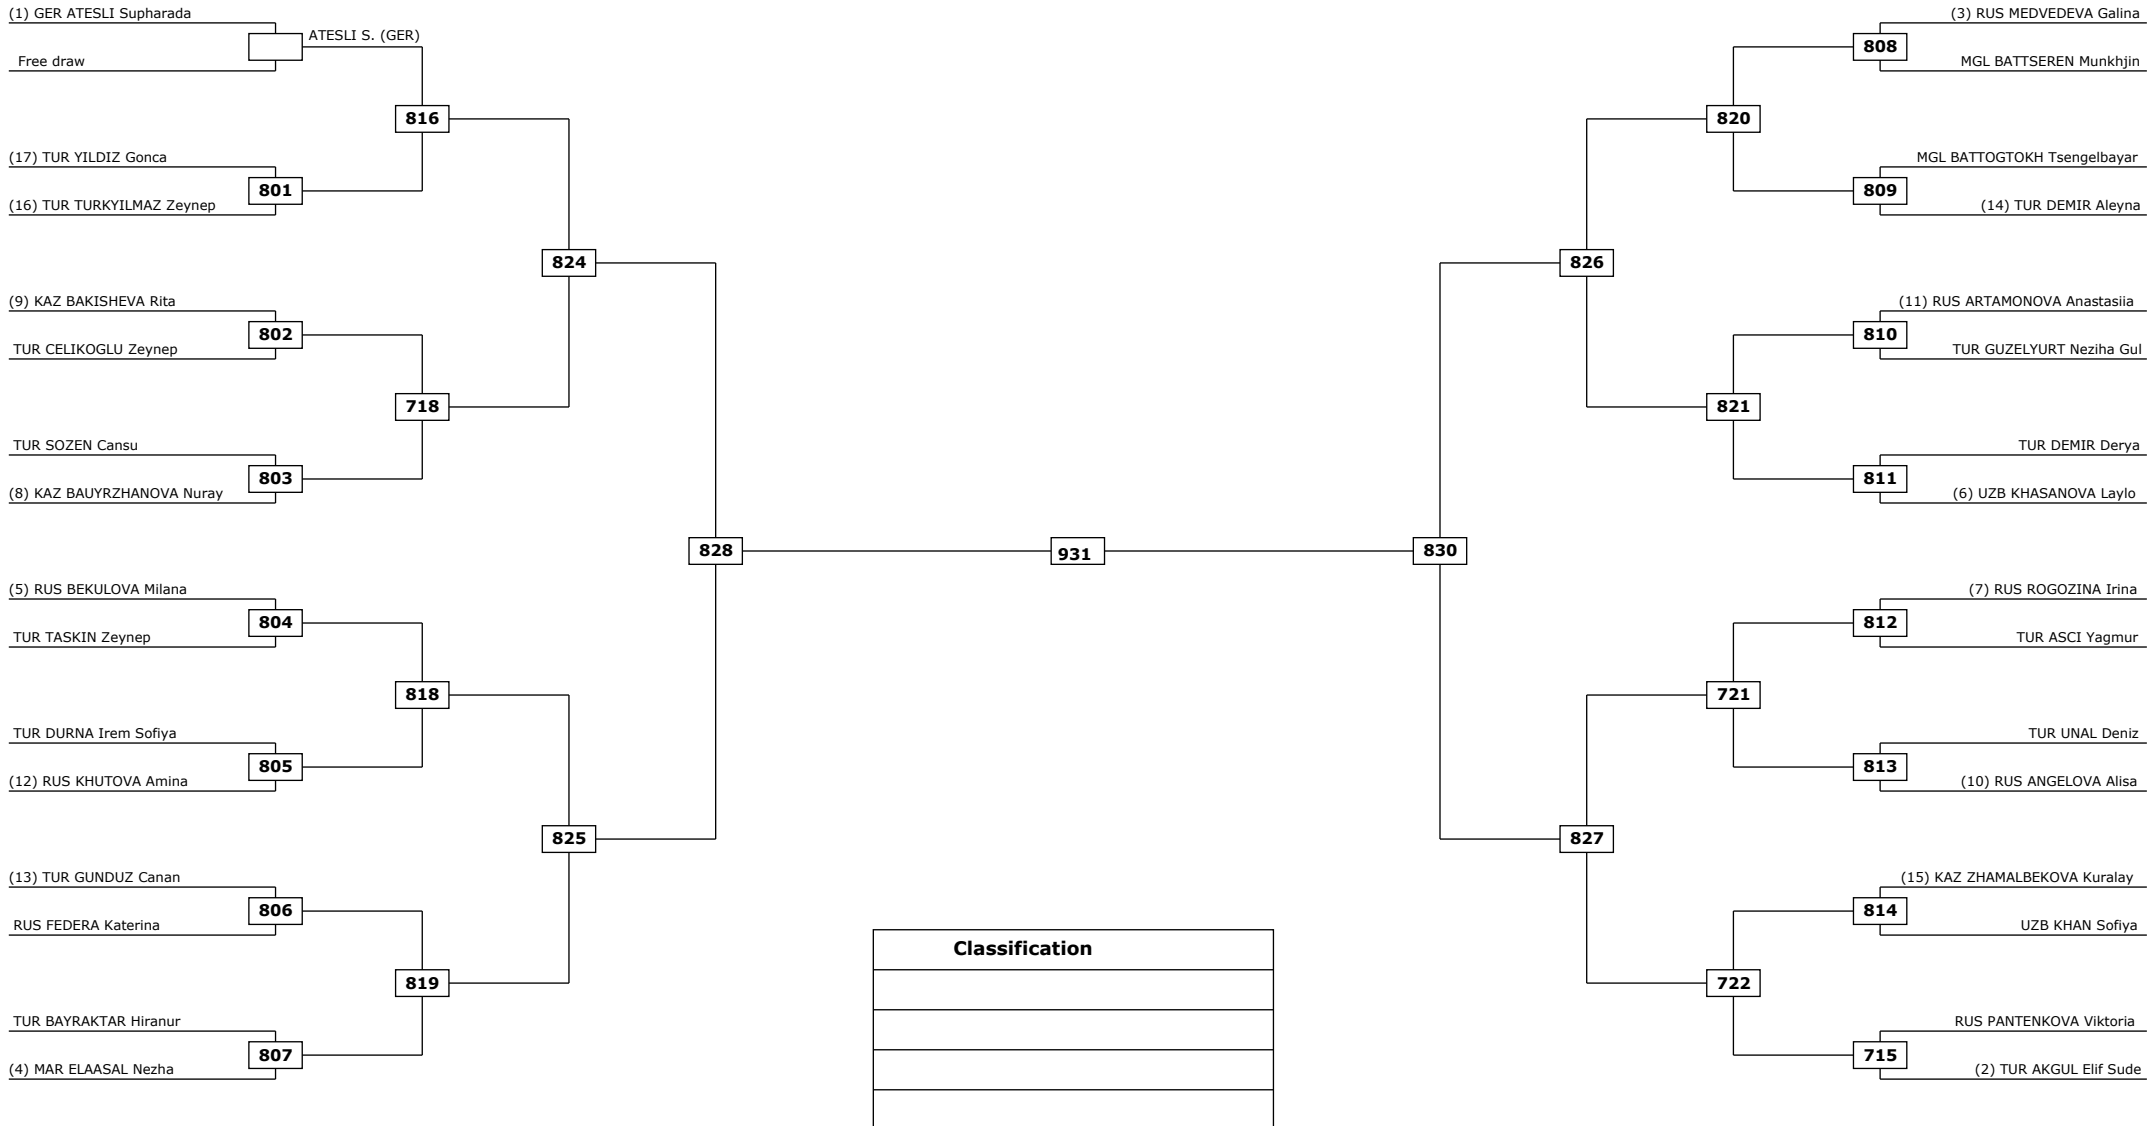 (1) GER ATESLI Supharada
ATESLI S. (GER)
Free draw
816
(17) TUR YILDIZ Gonca
801
(16) TUR TURKYILMAZ Zeynep
824
(9) KAZ BAKISHEVA Rita
802
TUR CELIKOGLU Zeynep
718
TUR SOZEN Cansu
803
(8) KAZ BAUYRZHANOVA Nuray
828
(5) RUS BEKULOVA Milana
804
TUR TASKIN Zeynep
818
TUR DURNA Irem Sofiya
805
(12) RUS KHUTOVA Amina
825
(13) TUR GUNDUZ Canan
806
RUS FEDERA Katerina
819
TUR BAYRAKTAR Hiranur
807
(4) MAR ELAASAL Nezha
931
(3) RUS MEDVEDEVA Galina
808
MGL BATTSEREN Munkhjin
820
MGL BATTOGTOKH Tsengelbayar
809
(14) TUR DEMIR Aleyna
826
(11) RUS ARTAMONOVA Anastasiia
810
TUR GUZELYURT Neziha Gul
821
TUR DEMIR Derya
811
(6) UZB KHASANOVA Laylo
830
(7) RUS ROGOZINA Irina
812
TUR ASCI Yagmur
721
TUR UNAL Deniz
813
(10) RUS ANGELOVA Alisa
827
(15) KAZ ZHAMALBEKOVA Kuralay
814
UZB KHAN Sofiya
722
RUS PANTENKOVA Viktoria
715
(2) TUR AKGUL Elif Sude
Classification